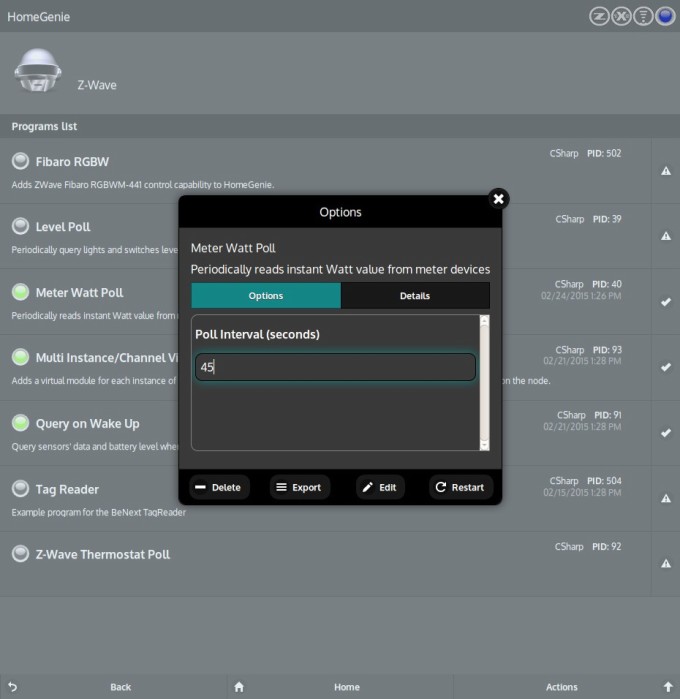 HomeGenie
Z-Wave
Programs list
Fibaro RGBW
CSharp PID: 502
Adds ZWave Fibaro RGBWM-441 control capability to HomeGenie.
Level Poll
CSharp PID: 39
Periodically query lights and switches leve
Meter Watt Poll
CSharp PID: 40
02/24/2015 1:26 PM
Periodically reads instant Watt value from
Multi Instance/Channel Vi
CSharp PID: 93
02/21/2015 1:28 PM
Adds a virtual module for each instance of
on the node.
Query on Wake Up
CSharp PID: 91
02/21/2015 1:28 PM
Query sensors' data and battery level whe
Tag Reader
CSharp PID: 504
02/15/2015 1:28 PM
Example program for the BeNext TagReader
Z-Wave Thermostat Poll
CSharp PID: 92
Options
Meter Watt Poll
Periodically reads instant Watt value from meter devices
Options Details
Poll Interval (seconds)
45
Delete Export Edit Restart
Back Home Actions